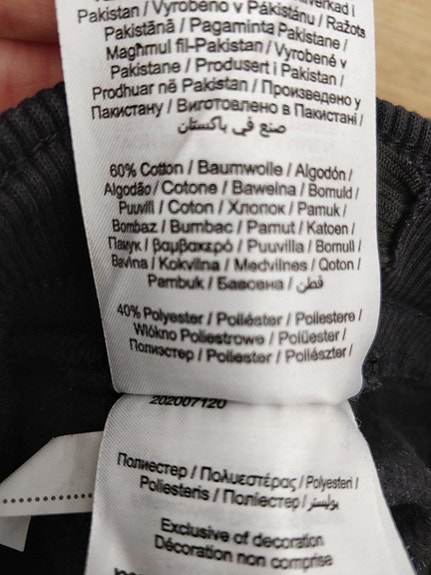 Pakistan / Vyrobeno v Pákistánu / Ražots
Pakistānā / Pagaminta Pakistane /
Magħmul fil-Pakistan / Vyrobené v
Pakistane / Produsert i Pakistan /
Prodhuar në Pakistan / Произведено у
Пакистану / Виготовлено в Пакистані /
صنع في باكستان
60% Cotton / Baumwolle / Algodón /
Algodão / Cotone / Bawełna / Bomuld /
Puuvill / Coton / Хлопок / Pamuk /
Bombaz / Bumbac / Pamut / Katoen /
Памук / βαμβακερό / Puuvilla / Bomull /
Bavlna / Kokvilna / Medvilnės / Qoton /
Pembuk / Бавовна / قطن
40% Polyester / Poliéster / Poliestere /
Włókno Poliestrowe / Polüester /
Полиэстер / Poliester / Poliészter /
202007120
Полиестер / Πολυεστέρας / Polyesteri /
Poliesteris / Поліестер / بوليستر
Exclusive of decoration
Décoration non comprise